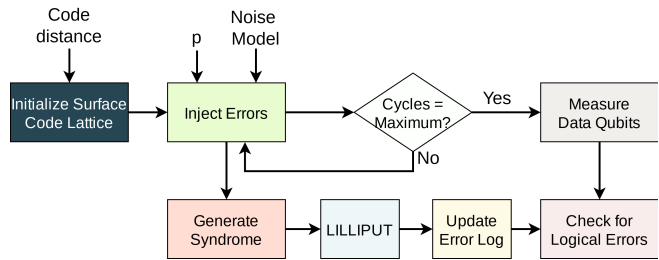 Code
distance
p
Noise
Model
Initialize Surface
Code Lattice
Inject Errors
Cycles =
Maximum?
Yes
No
Measure
Data Qubits
Generate
Syndrome
LILLIPUT
Update
Error Log
Check for
Logical Errors